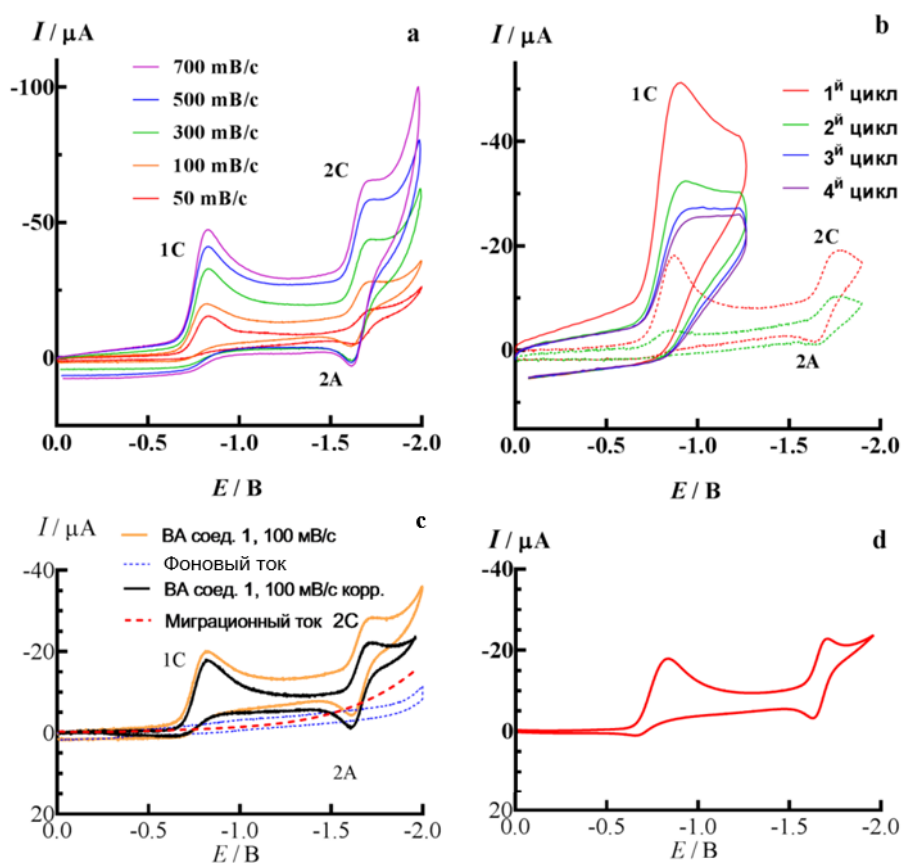 I / µA
a
700 mB/c
500 mB/c
300 mB/c
100 mB/c
50 mB/c
-100
-50
0
1C
2C
2A
0.0 -0.5 -1.0 -1.5 -2.0
E / B
I / µA
b
1й цикл
2й цикл
3й цикл
4й цикл
-40
-20
0
1C
2C
2A
0.0 -0.5 -1.0 -1.5 -2.0
E / B
I / µA
c
ВА соед. 1, 100 мВ/с
Фоновый ток
ВА соед. 1, 100 мВ/с корр.
Миграционный ток 2С
-40
-20
0
20
1C
2A
0.0 -0.5 -1.0 -1.5 -2.0
E / B
I / µA
d
-40
-20
0
20
0.0 -0.5 -1.0 -1.5 -2.0
E / B